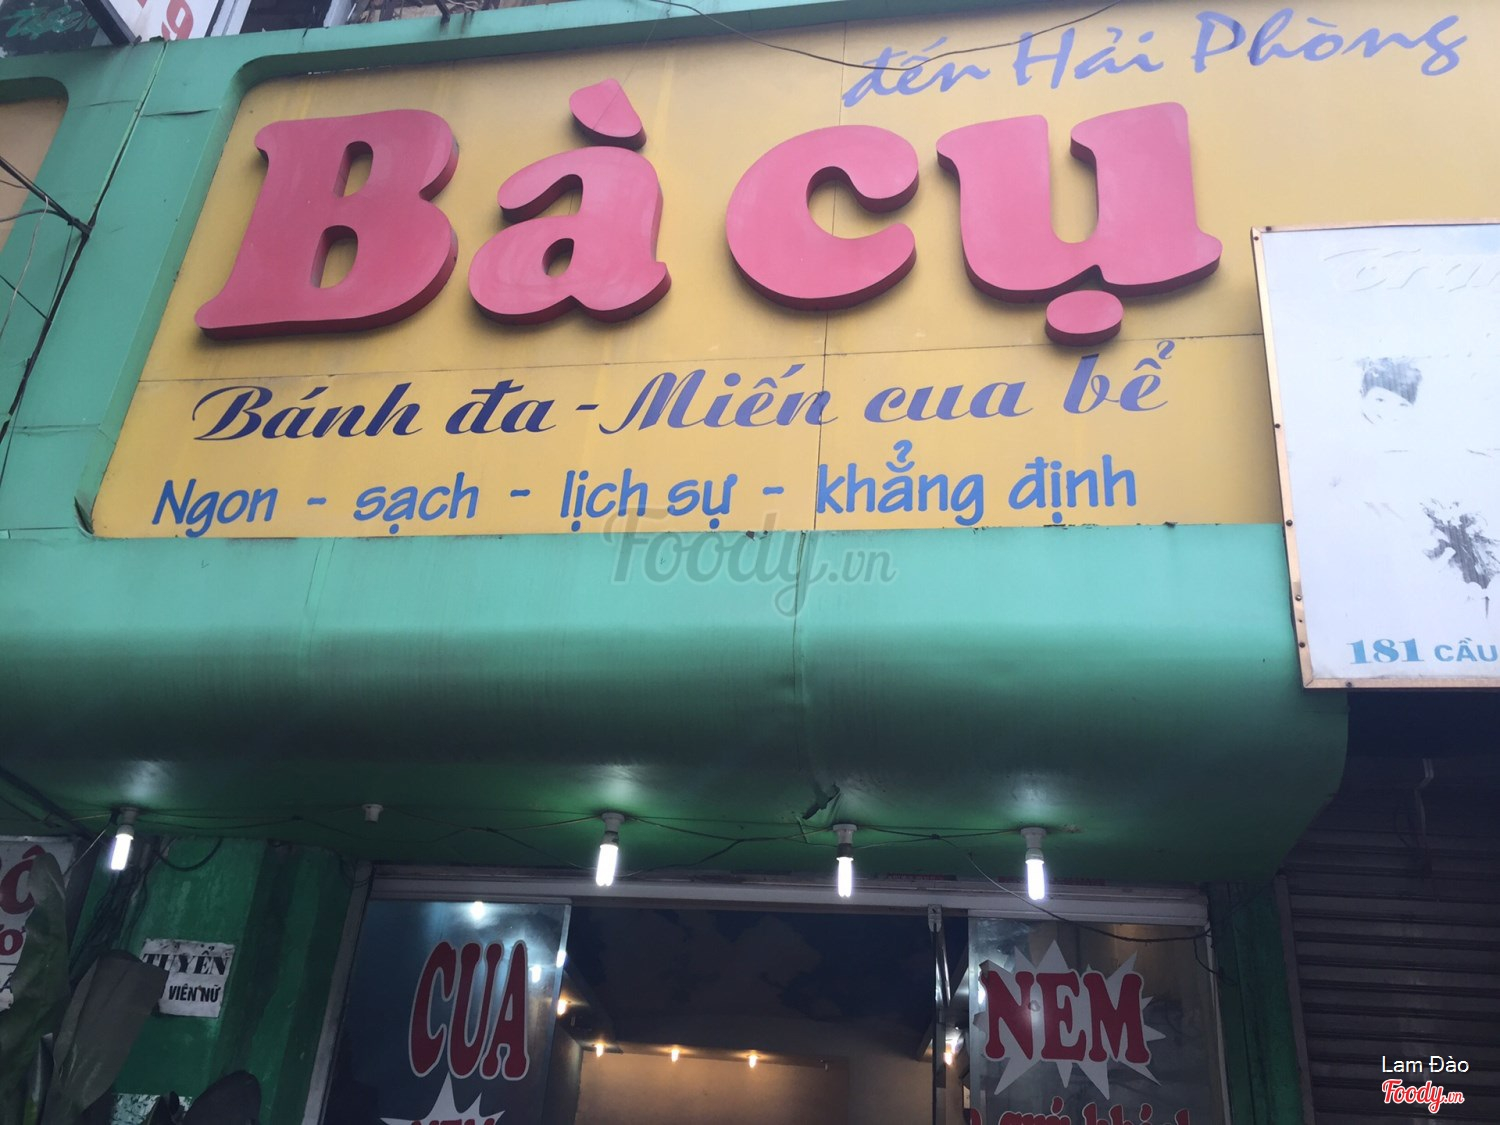 đến Hải Phòng
Bà cụ
Bánh đa - Miến cua bể
Ngon - sạch - lịch sự - khẳng định
Foody.vn
181 CẦU
TUYỂN
VIÊN NỮ
CUA
NEM
Lam Đào
Foody.vn